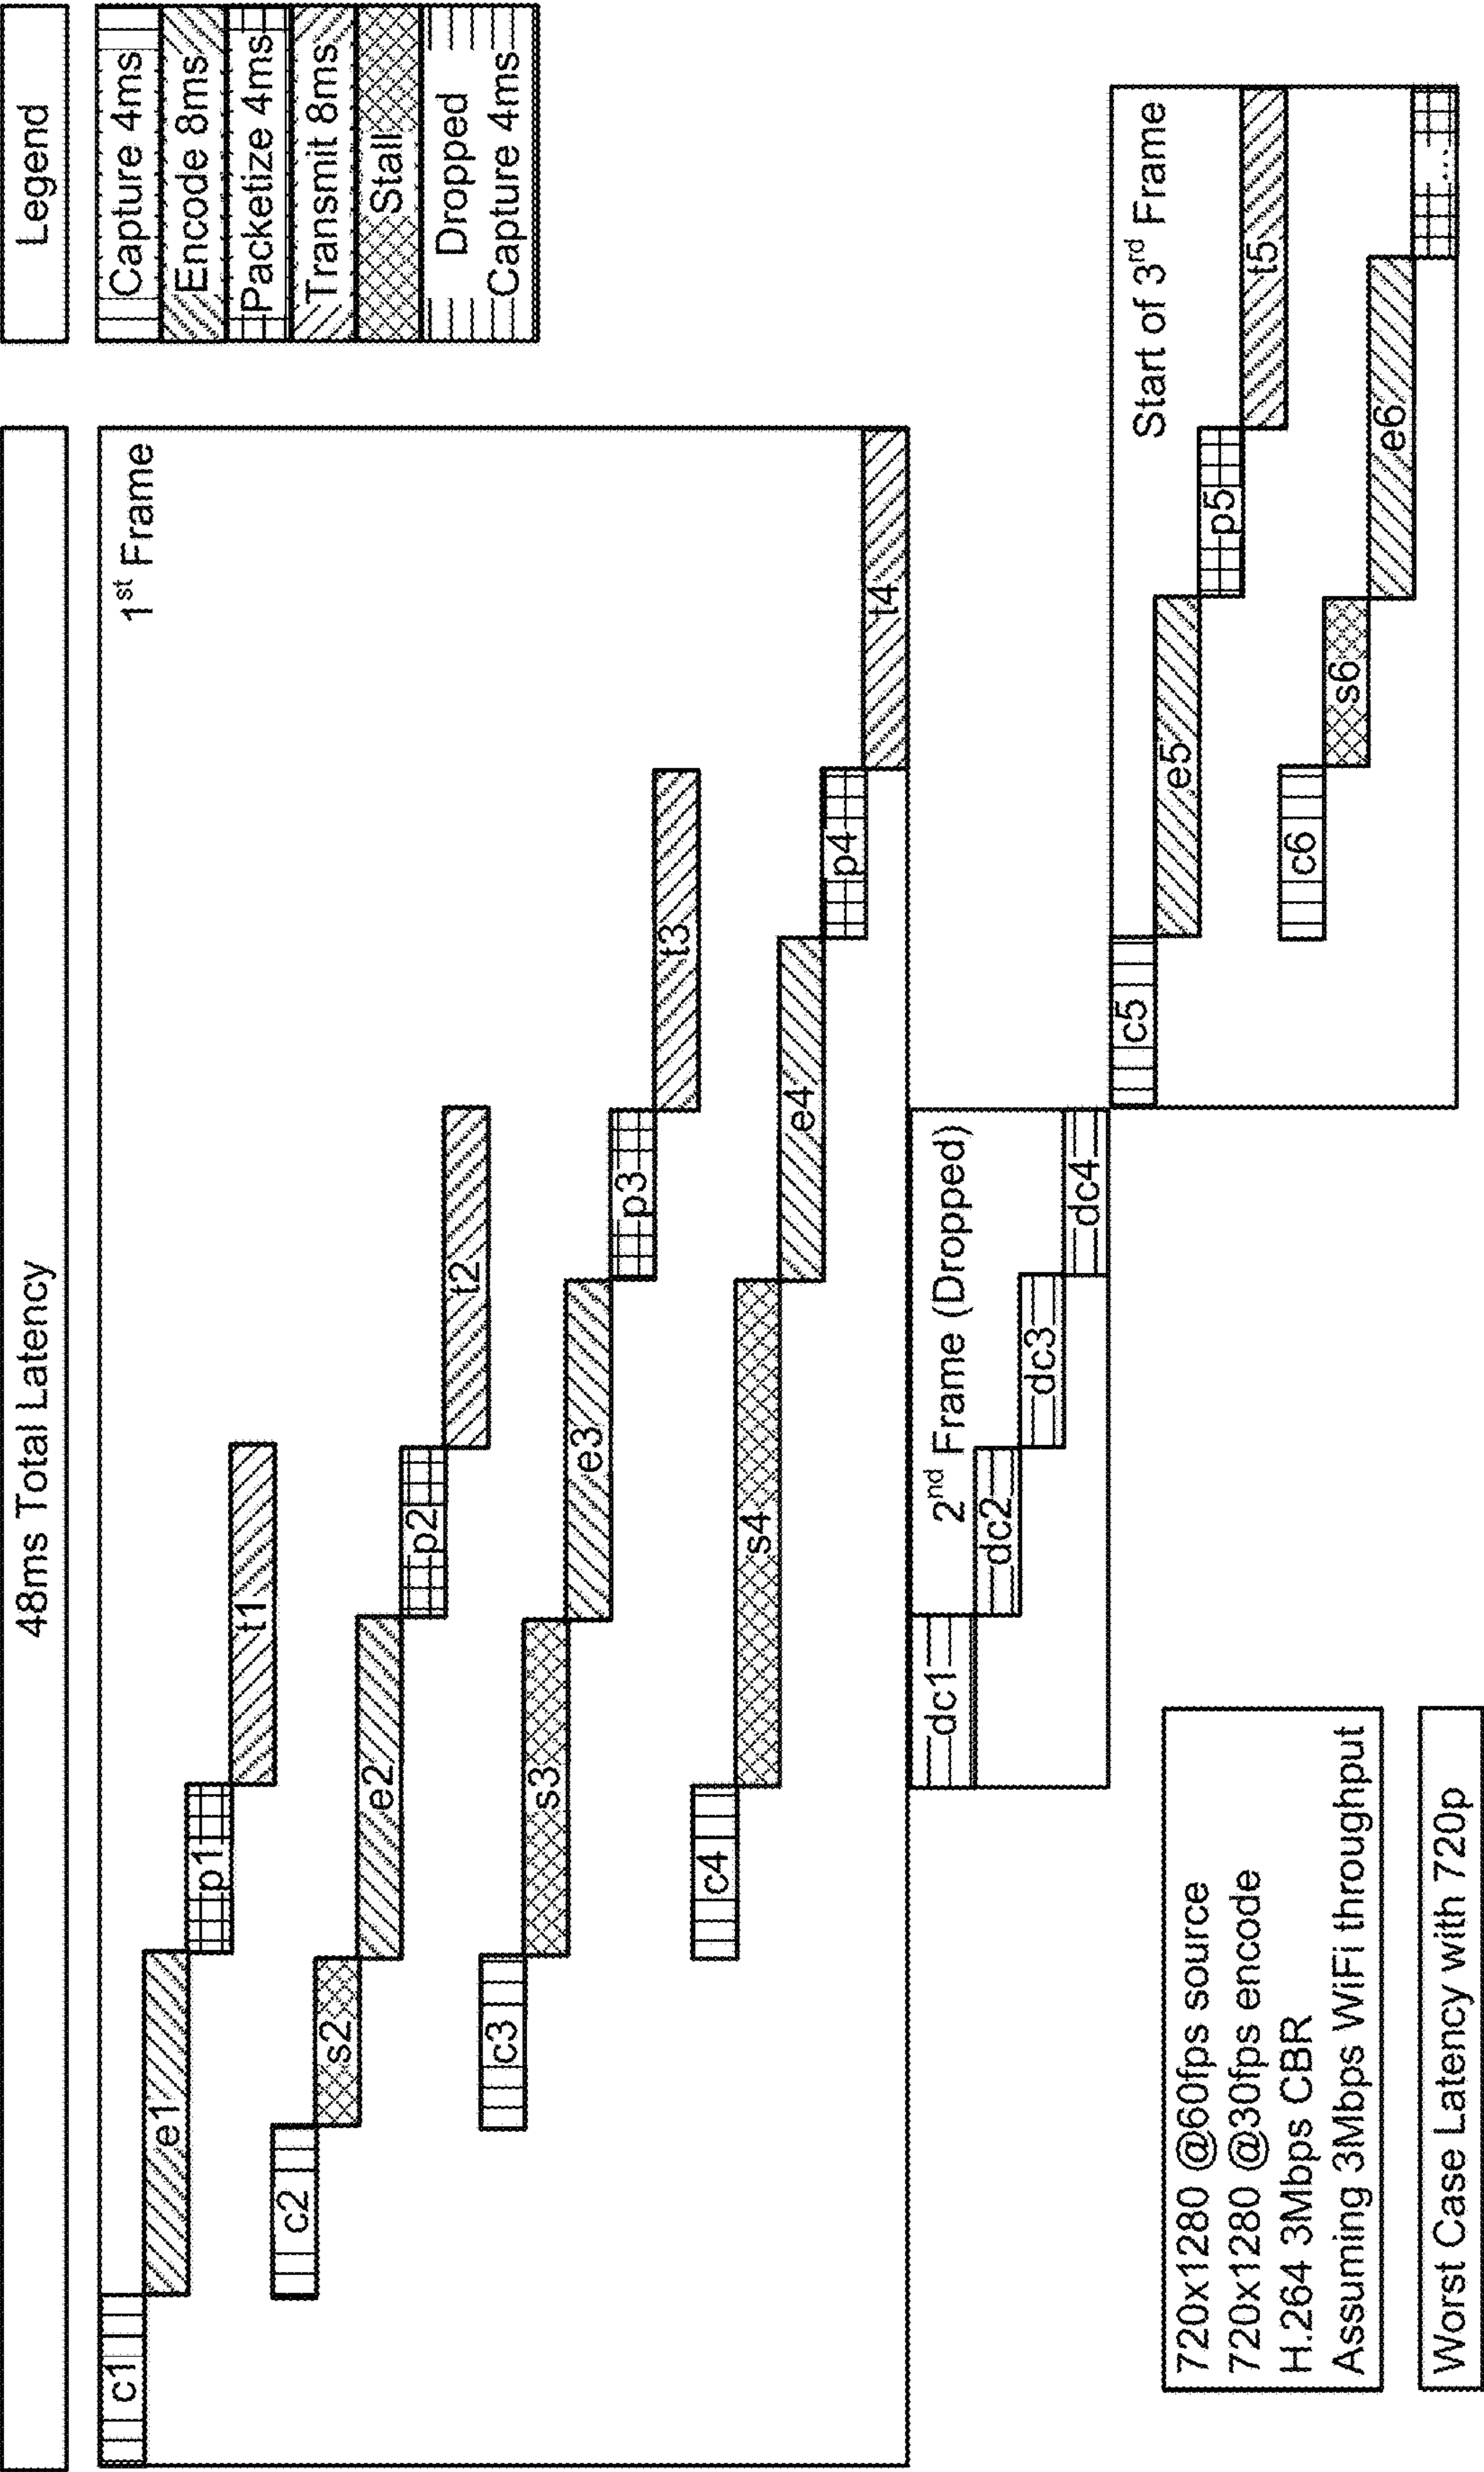 48ms Total Latency
Legend
Capture 4ms
Encode 8ms
Packetize 4ms
Transmit 8ms
Stall
Dropped
Capture 4ms
1st Frame
c1
e1
p1
t1
c2
s2
e2
p2
t2
c3
s3
e3
p3
t3
c4
s4
e4
p4
t4
2nd Frame (Dropped)
dc1
dc2
dc3
dc4
Start of 3rd Frame
c5
e5
p5
t5
c6
s6
e6
...
720x1280 @60fps source
720x1280 @30fps encode
H.264 3Mbps CBR
Assuming 3Mbps WiFi throughput
Worst Case Latency with 720p